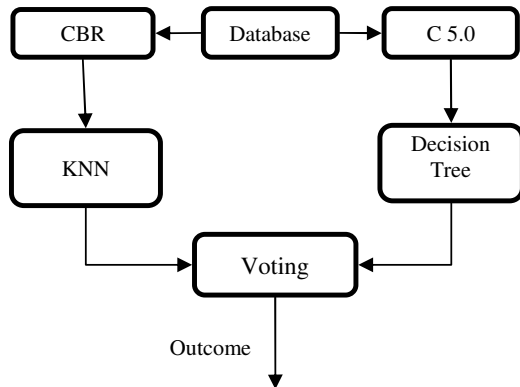 CBR
Database
C 5.0
KNN
Decision
Tree
Voting
Outcome